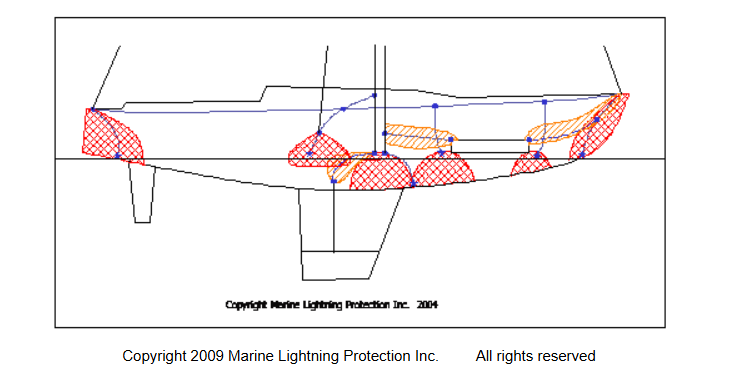 Copyright Marine Lightning Protection Inc. 2004
Copyright 2009 Marine Lightning Protection Inc. All rights reserved